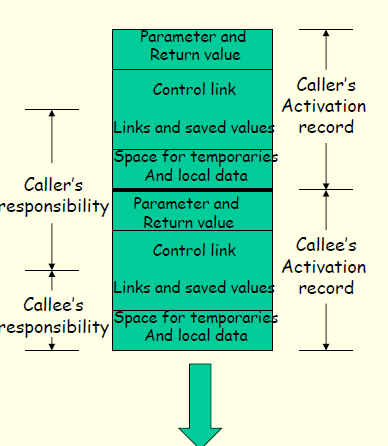 Parameter and
Return value
Control link
Links and saved values
Space for temporaries
And local data
Parameter and
Return value
Control link
Links and saved values
Space for temporaries
And local data
Caller's
responsibility
Callee's
responsibility
Caller's
Activation
record
Callee's
Activation
record